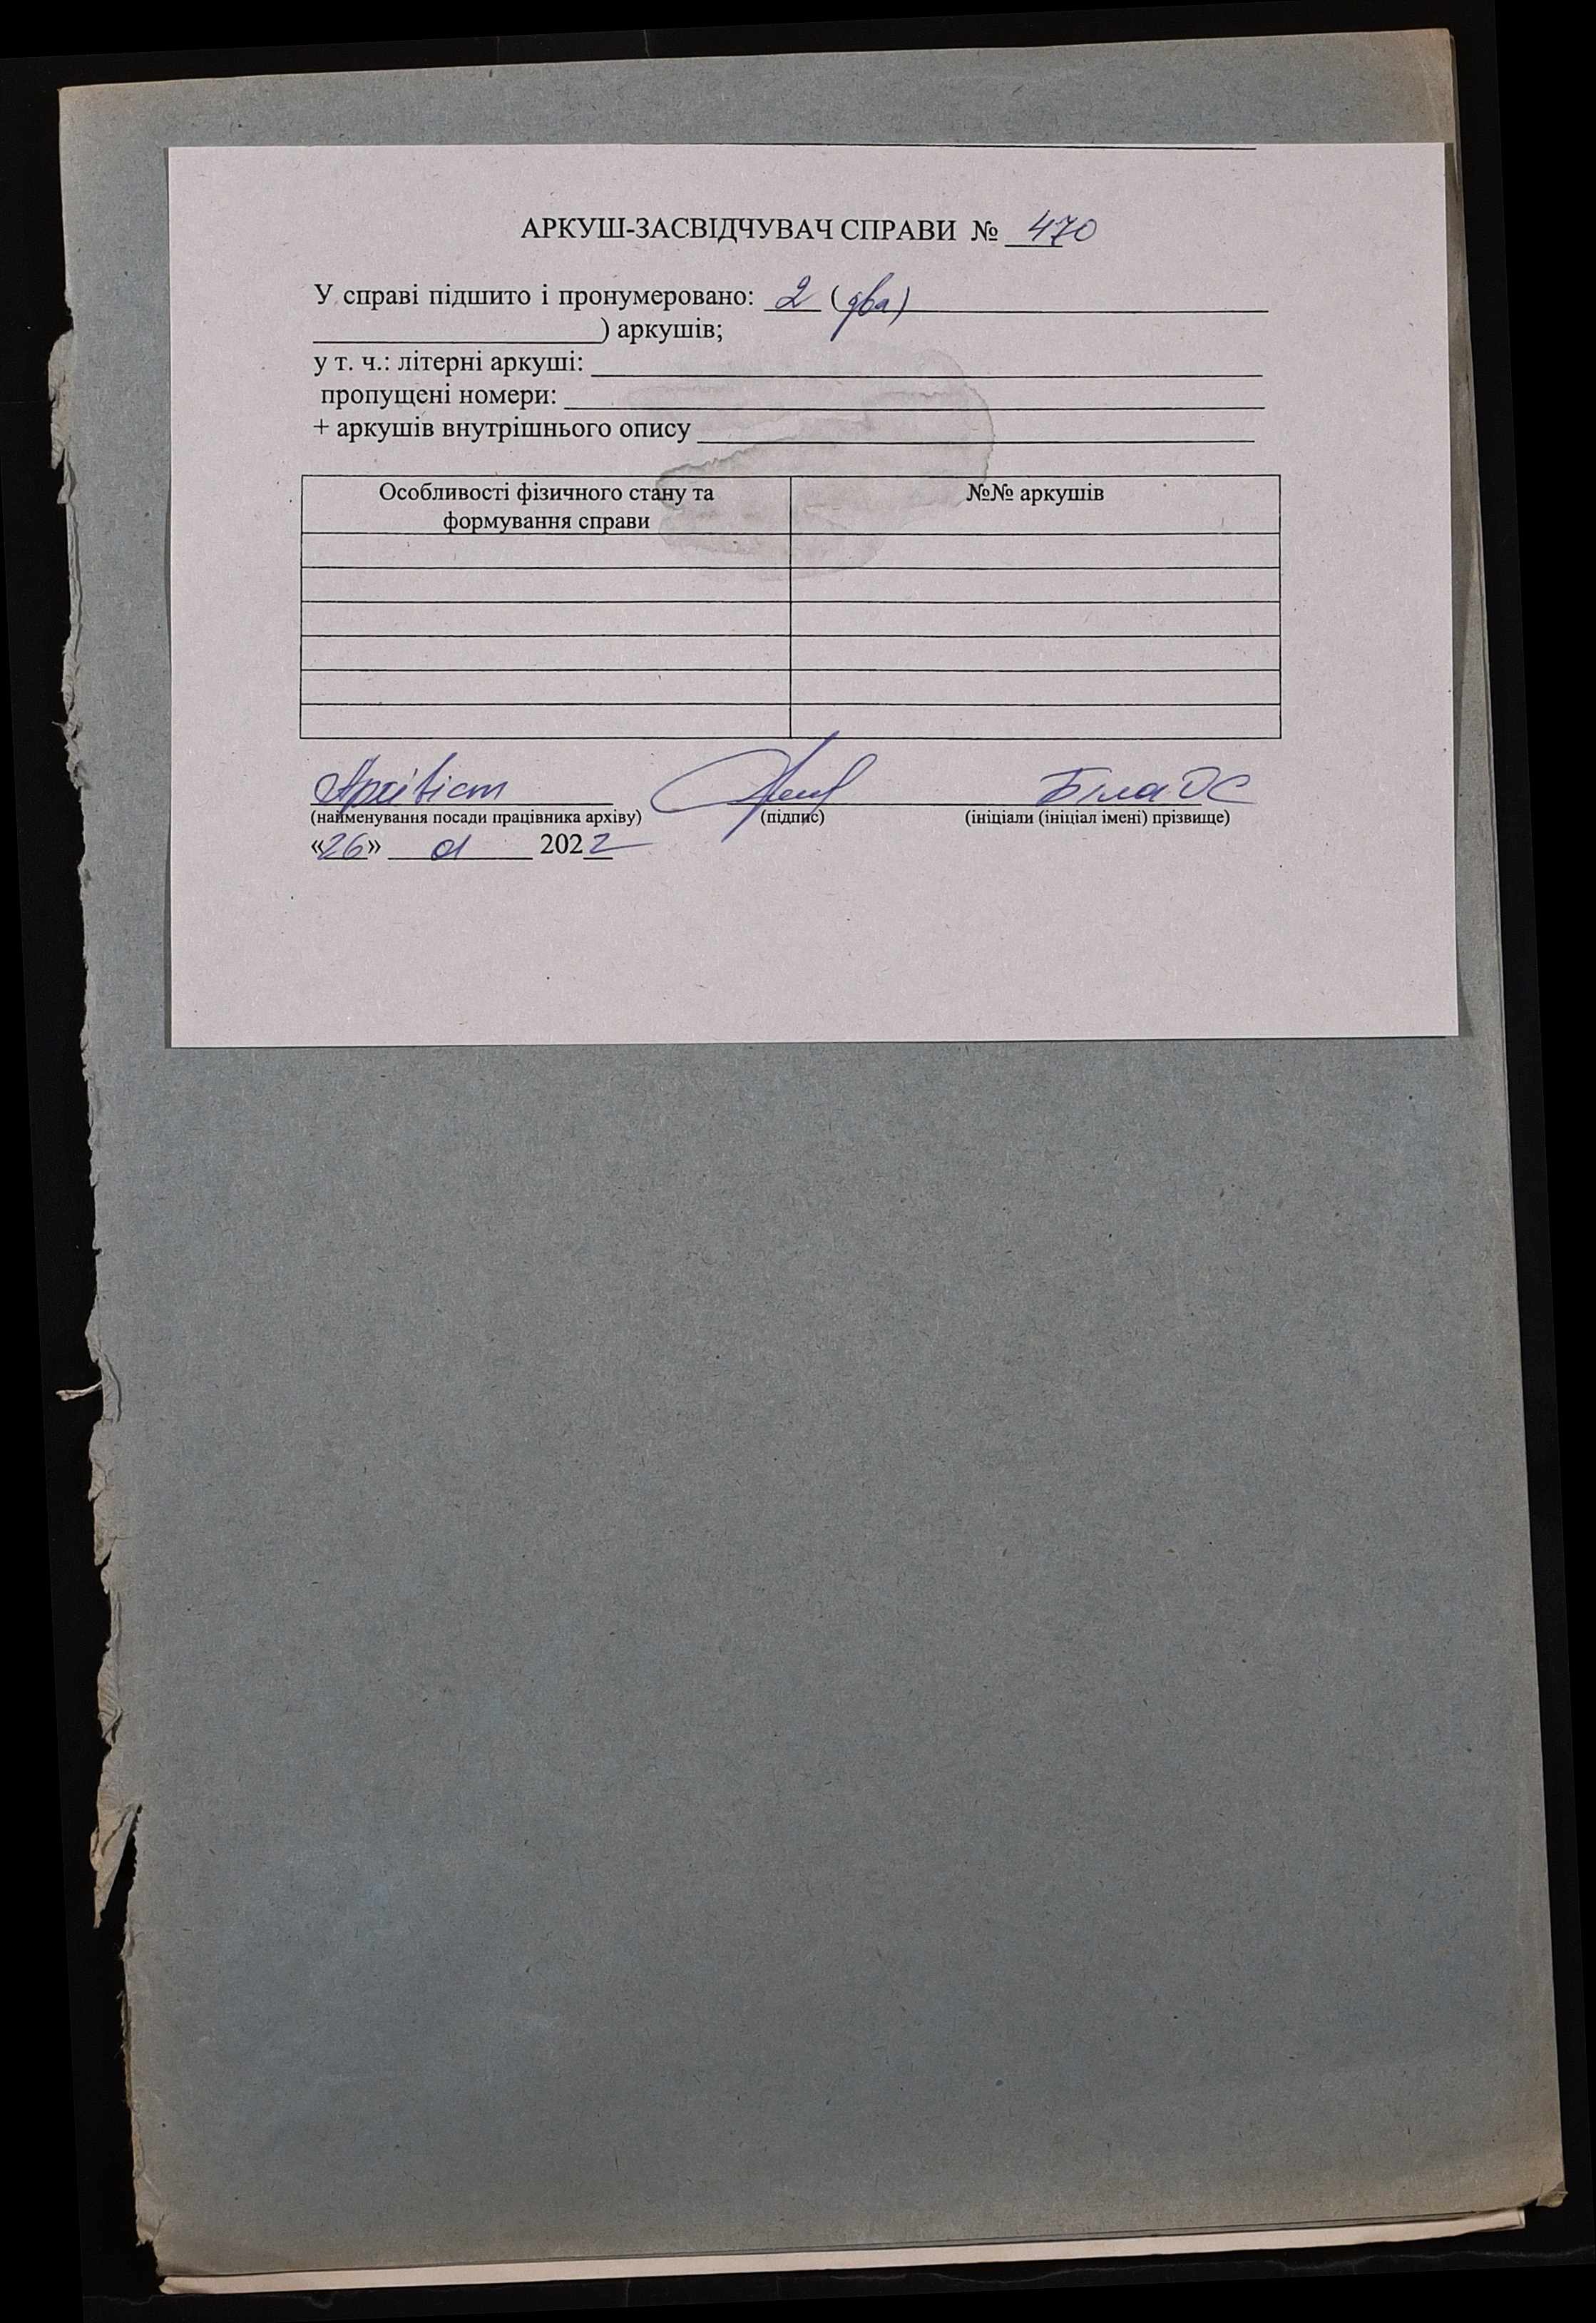 АРКУШ-ЗАСВІДЧУВАЧ СПРАВИ № 470
У справі підшито і пронумеровано: 2 (два)
) аркушів;
у т. ч.: літерні аркуші:
пропущені номери:
+ аркушів внутрішнього опису
Особливості фізичного стану та
формування справи
№№ аркушів
Архівіст Біла ОС
(найменування посади працівника архіву) (підпис) (ініціали (ініціал імені) прізвище)
«26» 01 2022